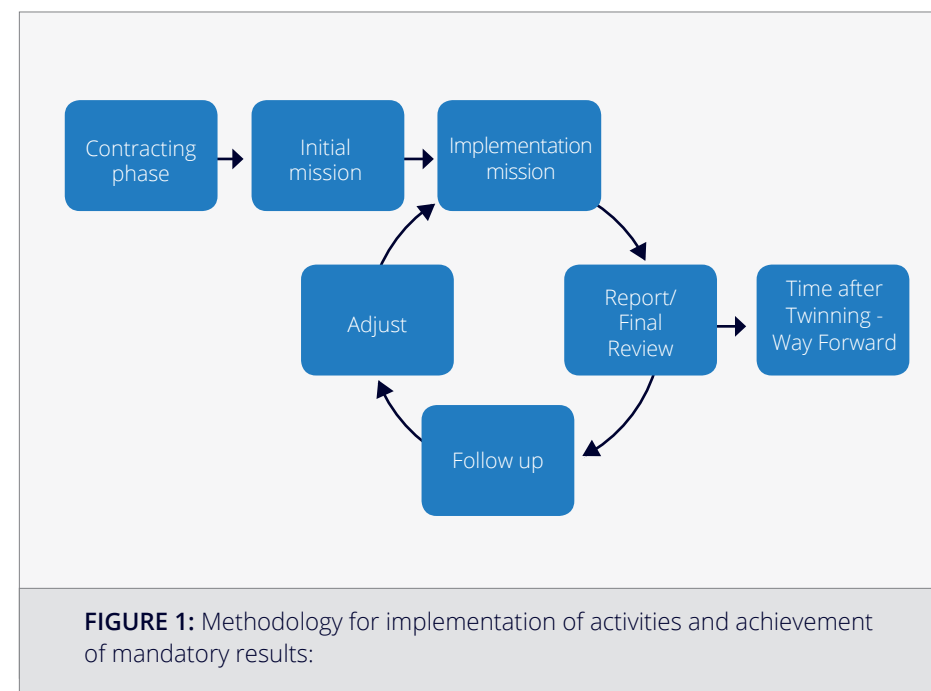 Contracting
phase
Initial
mission
Implementation
mission
Adjust
Report/
Final
Review
Time after
Twinning -
Way Forward
Follow up
FIGURE 1: Methodology for implementation of activities and achievement
of mandatory results: